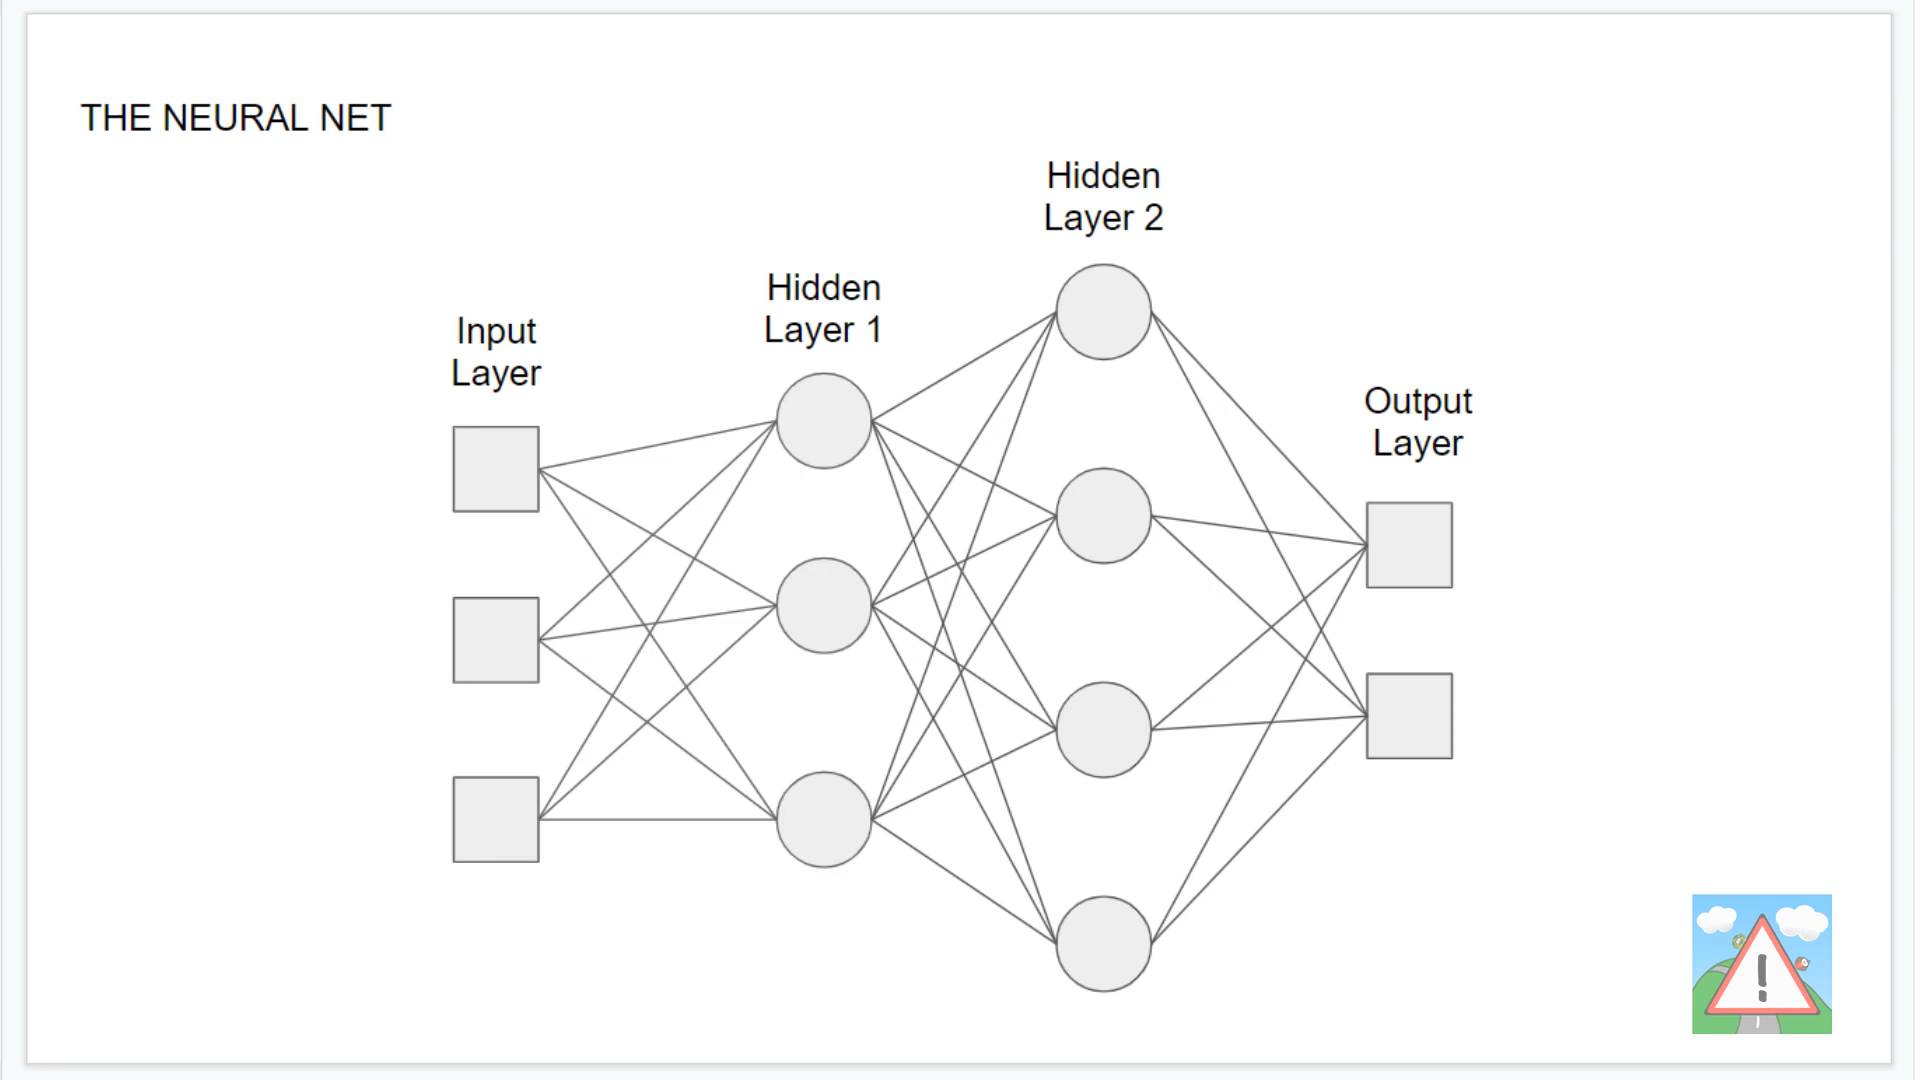 THE NEURAL NET
Input
Layer
Hidden
Layer 1
Hidden
Layer 2
Output
Layer
!